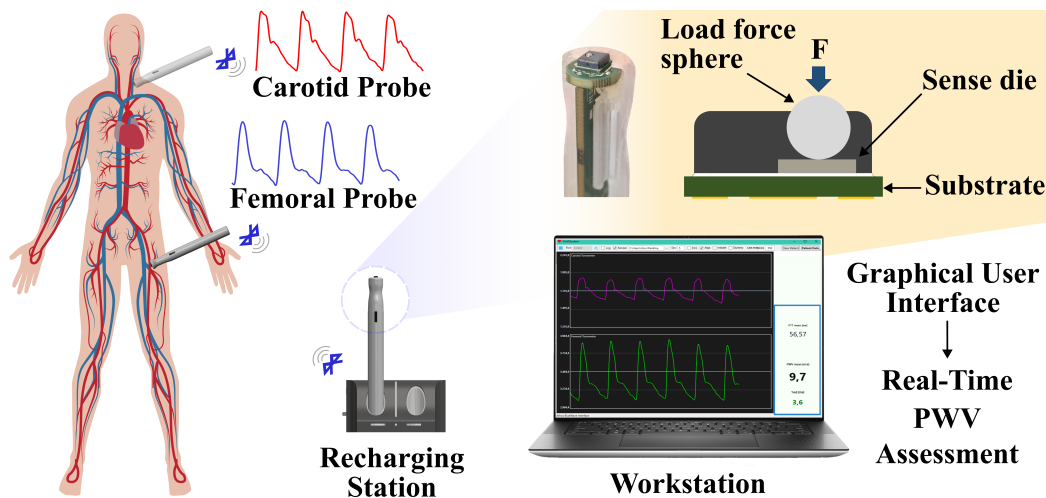 Carotid Probe
Femoral Probe
Load force
sphere
F
Sense die
Substrate
56,57
9,7
3,6
Graphical User
Interface
Real-Time
PWV
Assessment
Recharging
Station
Workstation